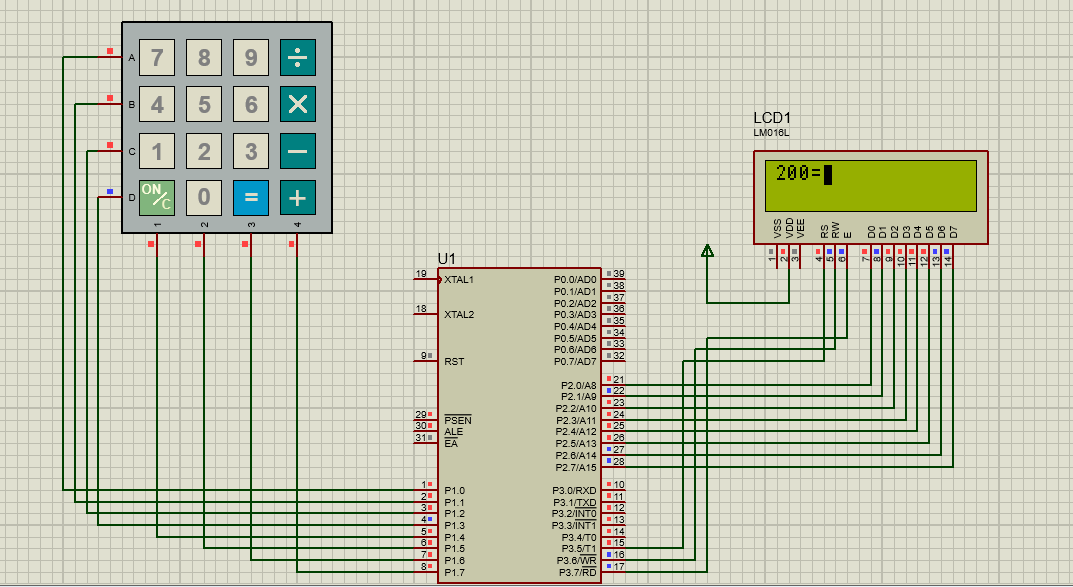 A 7 8 9 ÷
B 4 5 6 ×
C 1 2 3 −
D ON/C 0 = +
1 2 3 4
LCD1
LM016L
200=
VSS VDD VEE RS RW E D0 D1 D2 D3 D4 D5 D6 D7
1 2 3 4 5 6 7 8 9 10 11 12 13 14
U1
19 XTAL1 P0.0/AD0 39
P0.1/AD1 38
P0.2/AD2 37
18 XTAL2 P0.3/AD3 36
P0.4/AD4 35
P0.5/AD5 34
P0.6/AD6 33
9 RST P0.7/AD7 32
P2.0/A8 21
P2.1/A9 22
P2.2/A10 23
29 PSEN P2.3/A11 24
30 ALE P2.4/A12 25
31 EA P2.5/A13 26
P2.6/A14 27
P2.7/A15 28
1 P1.0 P3.0/RXD 10
2 P1.1 P3.1/TXD 11
3 P1.2 P3.2/INT0 12
4 P1.3 P3.3/INT1 13
5 P1.4 P3.4/T0 14
6 P1.5 P3.5/T1 15
7 P1.6 P3.6/WR 16
8 P1.7 P3.7/RD 17